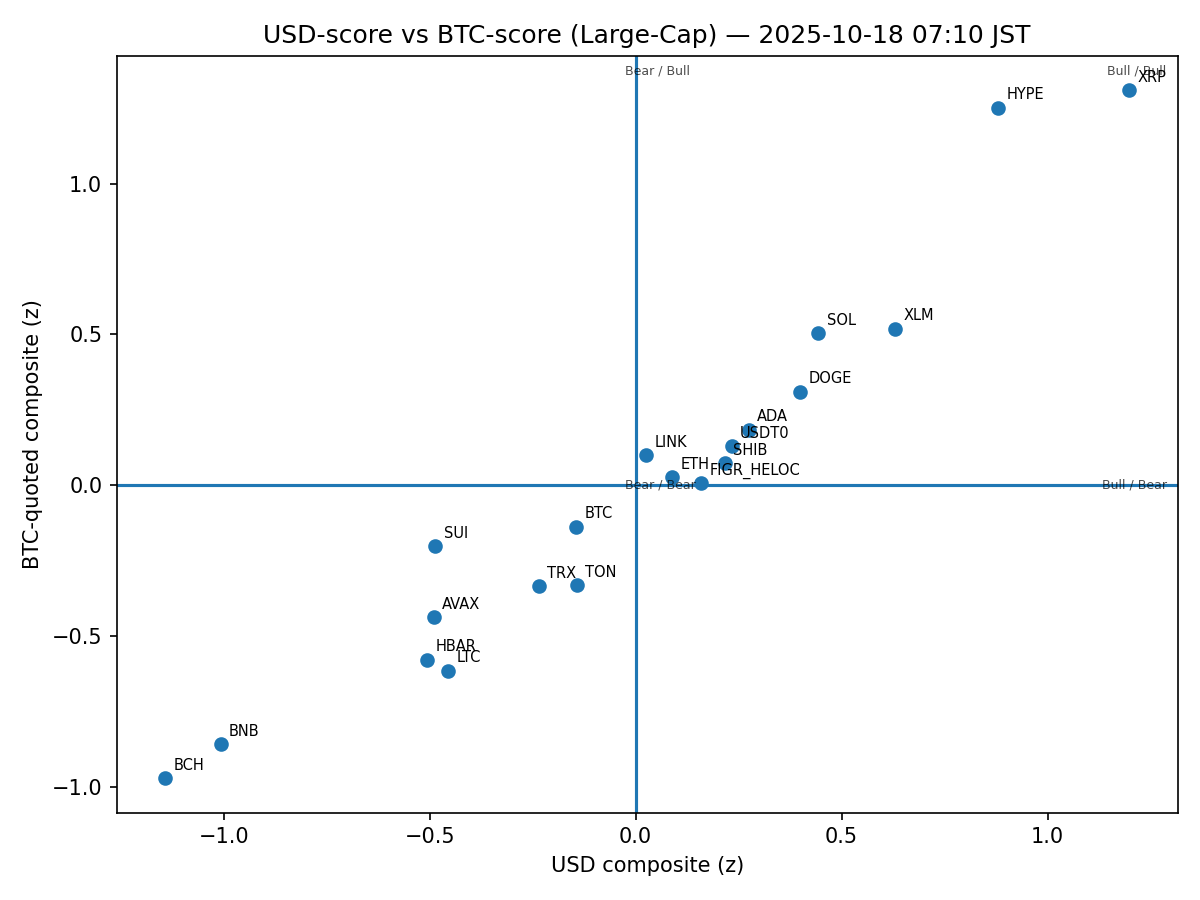 USD-score vs BTC-score (Large-Cap) — 2025-10-18 07:10 JST
Bear / Bull
Bull / Bull
XRP
HYPE
1.0
SOL
XLM
0.5
DOGE
ADA
USDT0
LINK
SHIB
ETH
FIGR_HELOC
0.0
Bear / Bear
Bull / Bear
BTC
SUI
TRX
TON
AVAX
−0.5
HBAR
LTC
BNB
BCH
−1.0
−1.0
−0.5
0.0
0.5
1.0
USD composite (z)
BTC-quoted composite (z)